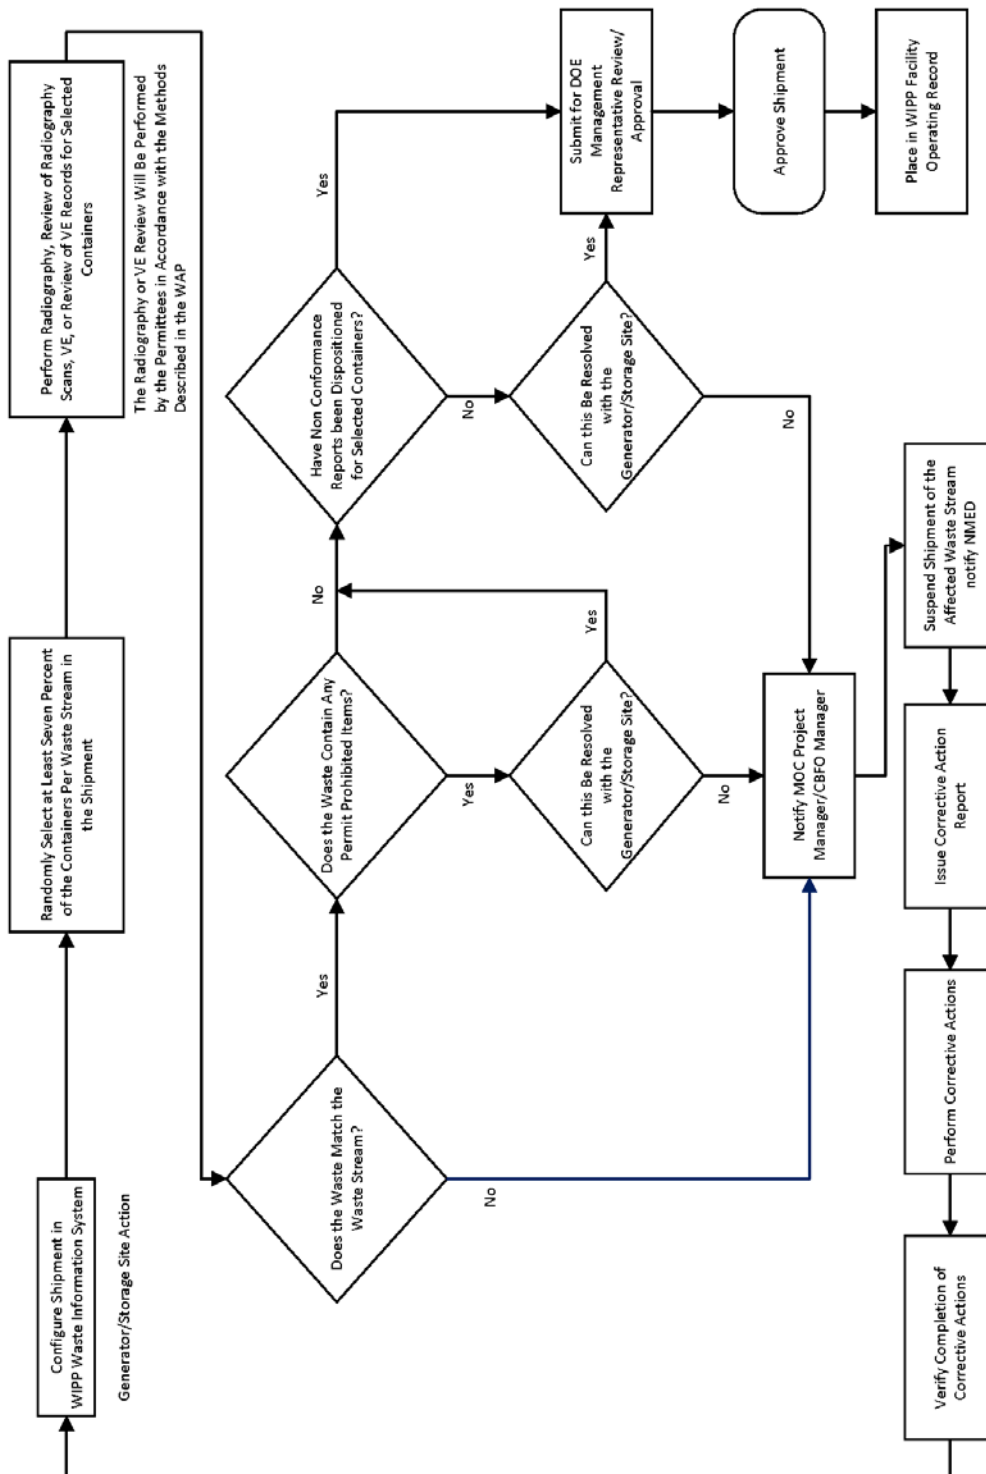 Configure Shipment in
WIPP Waste Information System
Generator/Storage Site Action
Randomly Select at Least Seven Percent
of the Containers Per Waste Stream in
the Shipment
Perform Radiography, Review of Radiography
Scans, VE, or Review of VE Records for Selected
Containers
The Radiography or VE Review Will Be Performed
by the Permittees in Accordance with the Methods
Described in the WAP
Does the Waste Match the
Waste Stream?
Yes
No
Does the Waste Contain Any
Permit Prohibited Items?
No
Yes
Have Non Conformance
Reports been Dispositioned
for Selected Containers?
Yes
No
Can this Be Resolved
with the
Generator/Storage Site?
Yes
No
Can this Be Resolved
with the
Generator/Storage Site?
Yes
No
Submit for DOE
Management
Representative Review/
Approval
Approve Shipment
Place in WIPP Facility
Operating Record
Notify MOC Project
Manager/CBFO Manager
Suspend Shipment of the
Affected Waste Stream
notify NMED
Issue Corrective Action
Report
Perform Corrective Actions
Verify Completion of
Corrective Actions